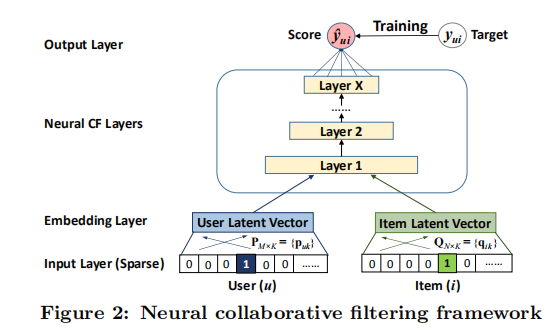 Output Layer Score ŷui Training yui Target
Layer X
......
Neural CF Layers Layer 2
Layer 1
Embedding Layer User Latent Vector Item Latent Vector
P M×K = {puk} Q N×K = {qik}
Input Layer (Sparse) 0 0 0 1 0 0 ...... 0 0 0 0 1 0 ......
User (u) Item (i)
Figure 2: Neural collaborative filtering framework